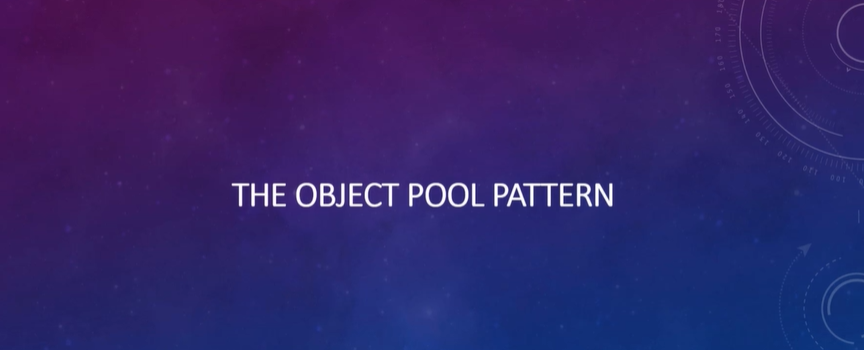 THE OBJECT POOL PATTERN